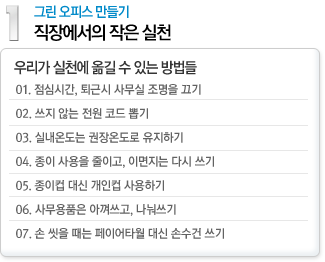 1
그린 오피스 만들기
직장에서의 작은 실천
우리가 실천에 옮길 수 있는 방법들
01. 점심시간, 퇴근시 사무실 조명을 끄기
02. 쓰지 않는 전원 코드 뽑기
03. 실내온도는 권장온도로 유지하기
04. 종이 사용을 줄이고, 이면지는 다시 쓰기
05. 종이컵 대신 개인컵 사용하기
06. 사무용품은 아껴쓰고, 나눠쓰기
07. 손 씻을 때는 페이어타월 대신 손수건 쓰기